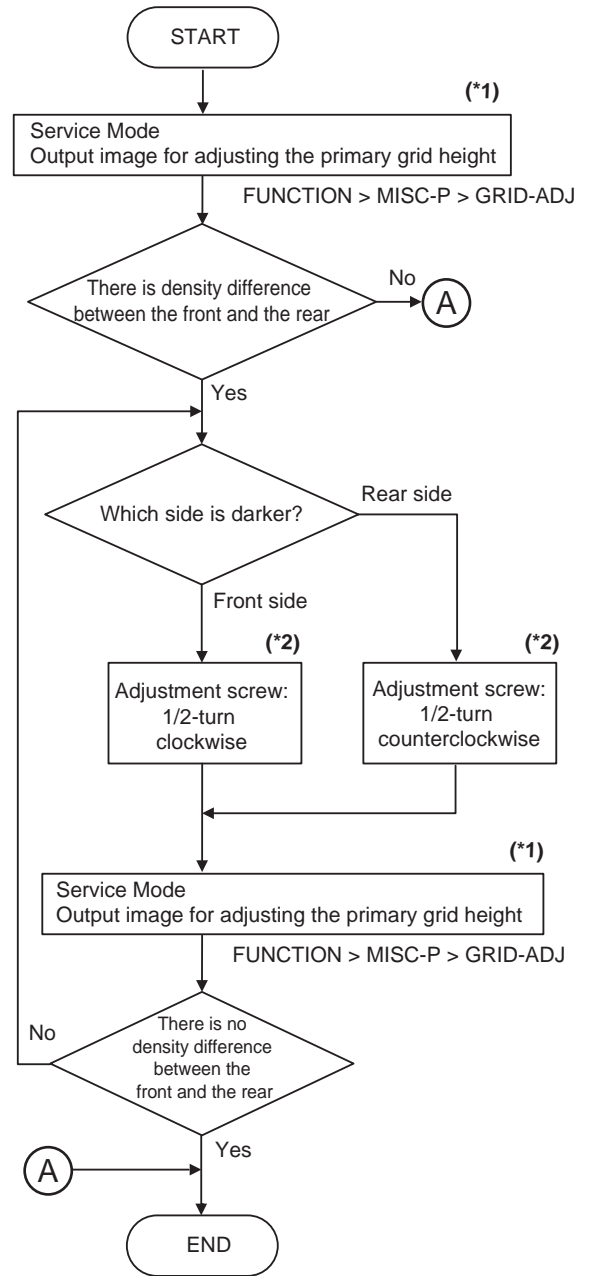 START
(*1)
Service Mode
Output image for adjusting the primary grid height
FUNCTION > MISC-P > GRID-ADJ
There is density difference
between the front and the rear
No
A
Yes
Which side is darker?
Rear side
Front side
(*2)
Adjustment screw:
1/2-turn
clockwise
(*2)
Adjustment screw:
1/2-turn
counterclockwise
(*1)
Service Mode
Output image for adjusting the primary grid height
FUNCTION > MISC-P > GRID-ADJ
There is no
density difference
between the
front and the rear
No
Yes
A
END